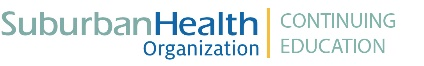 SuburbanHealth
Organization
CONTINUING
EDUCATION